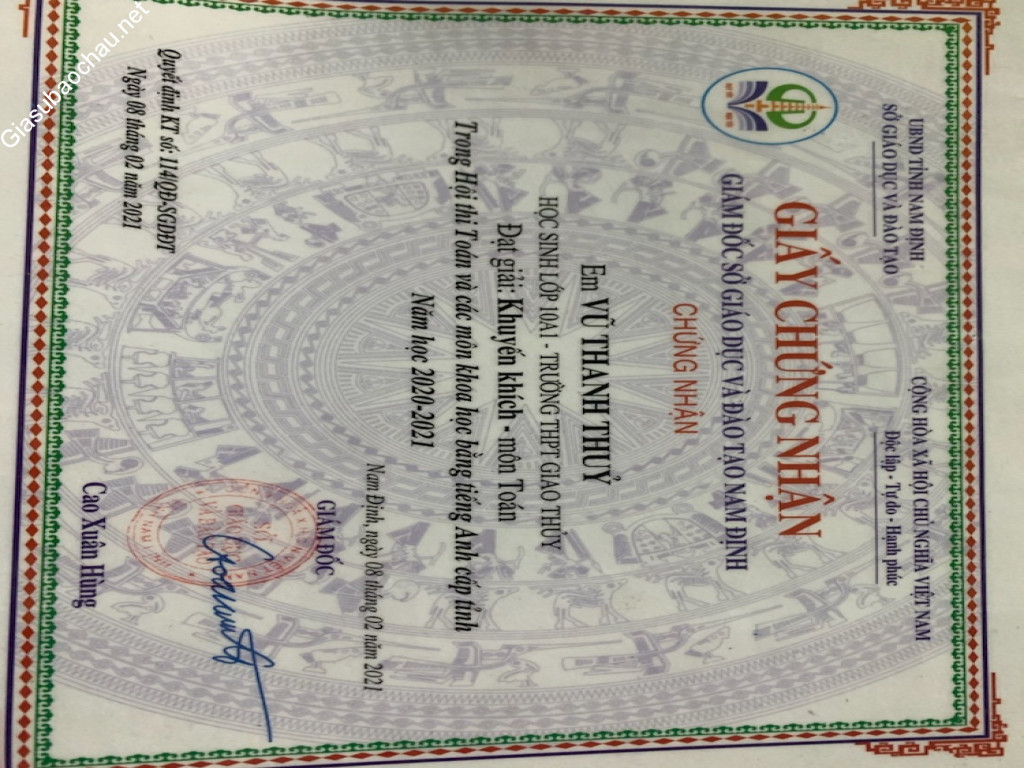 UBND TỈNH NAM ĐỊNH
SỞ GIÁO DỤC VÀ ĐÀO TẠO
CỘNG HÒA XÃ HỘI CHỦ NGHĨA VIỆT NAM
Độc lập - Tự do - Hạnh phúc
GIẤY CHỨNG NHẬN
GIÁM ĐỐC SỞ GIÁO DỤC VÀ ĐÀO TẠO NAM ĐỊNH
CHỨNG NHẬN
Em VŨ THANH THUỶ
HỌC SINH LỚP 10A1 - TRƯỜNG THPT GIAO THỦY
Đạt giải: Khuyến khích - môn Toán
Trong Hội thi Toán và các môn khoa học bằng tiếng Anh cấp tỉnh
Năm học 2020-2021
Nam Định, ngày 08 tháng 02 năm 2021
GIÁM ĐỐC
Cao Xuân Hùng
Quyết định KT số: 114/QĐ-SGDĐT
Ngày 08 tháng 02 năm 2021
Giasubaochau.net